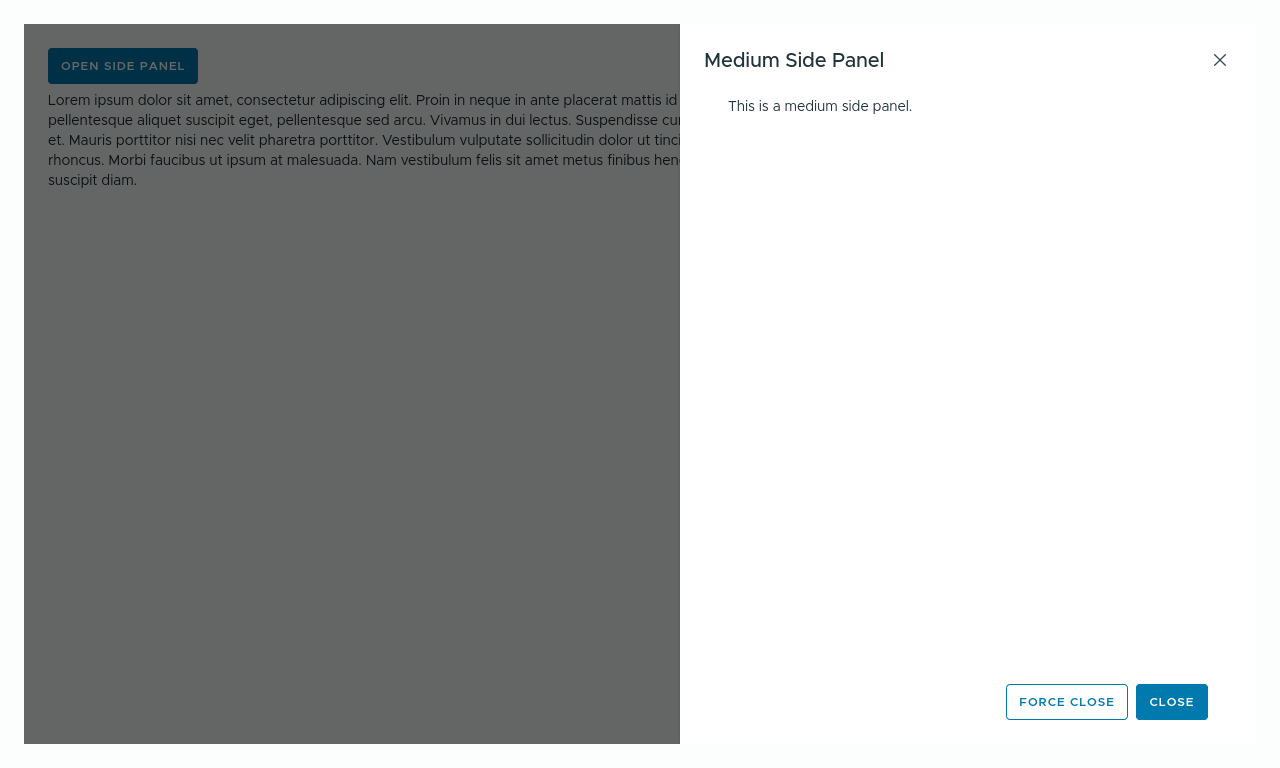 OPEN SIDE PANEL
Lorem ipsum dolor sit amet, consectetur adipiscing elit. Proin in neque in ante placerat mattis id
pellentesque aliquet suscipit eget, pellentesque sed arcu. Vivamus in dui lectus. Suspendisse
et. Mauris porttitor nisi nec velit pharetra porttitor. Vestibulum vulputate sollicitudin dolor ut
rhoncus. Morbi faucibus ut ipsum at malesuada. Nam vestibulum felis sit amet metus finibus
suscipit diam.
Medium Side Panel
This is a medium side panel.
FORCE CLOSE
CLOSE